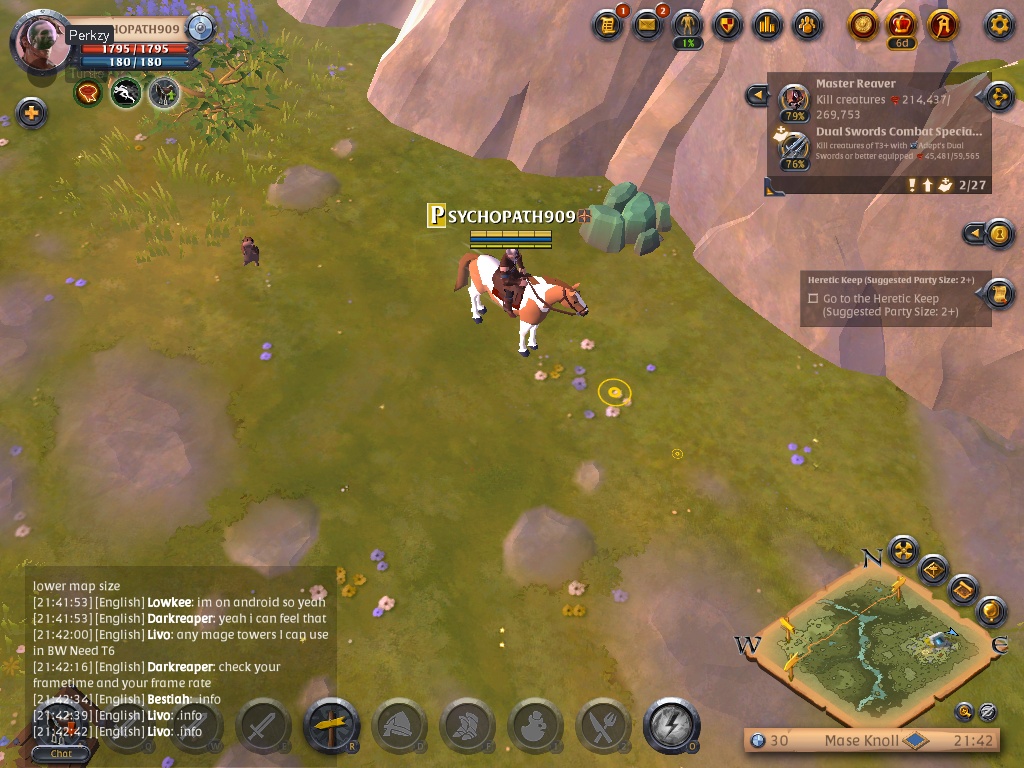 Perkzy
HOPATH909
1795 / 1795
180 / 180
1
2
1%
6d
Master Reaver
Kill creatures 214,437/
269,753
79%
Dual Swords Combat Specia...
Kill creatures of T3+ with Adept's Dual
Swords or better equipped 45,481/59,565
76%
2/27
PSYCHOPATH909
Heretic Keep (Suggested Party Size: 2+)
Go to the Heretic Keep
(Suggested Party Size: 2+)
lower map size
[21:41:53] [English] Lowkee: im on android so yeah
[21:41:53] [English] Darkreaper: yeah i can feel that
[21:42:00] [English] Livo: any mage towers I cap use
in BW Need T6
[21:42:16] [English] Darkreaper: check your
frametime and your frame rate
[21:42:34] [English] Bestiah: .info
[21:42:39] [English] Livo: .info
[21:42:42] [English] Livo: .info
Chat
Q W E R D F 1 2 O
N
W
E
30 Mase Knoll 21:42